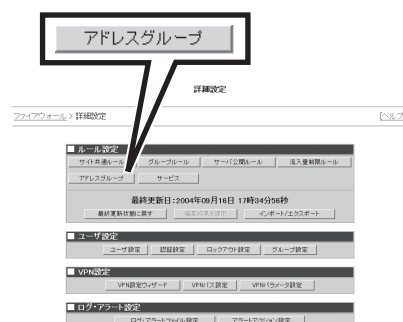 アドレスグループ
詳細設定
ファイアウォール > 詳細設定
[ヘルプ
■ ルール設定
サイト共通ルール グループルール サーバ公開ルール 流入量制限ルール
アドレスグループ サービス
最終更新日:2004年09月16日 17時34分56秒
最終更新状態に戻す 編集結果を適用 インポート/エクスポート
■ ユーザ設定
ユーザ設定 認証設定 ロックアウト設定 グループ設定
■ VPN設定
VPN設定ウィザード VPNパス設定 VPNパラメータ設定
■ ログ・アラート設定
ログ・アラートファイル設定 アラートアクション設定